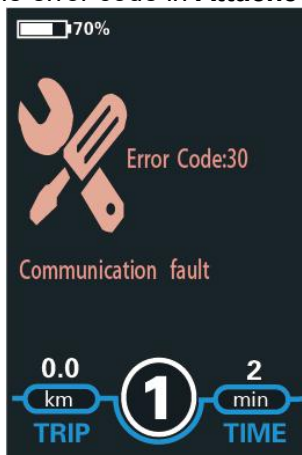 70%
Error Code:30
Communication fault
0.0
km
TRIP
1
2
min
TIME